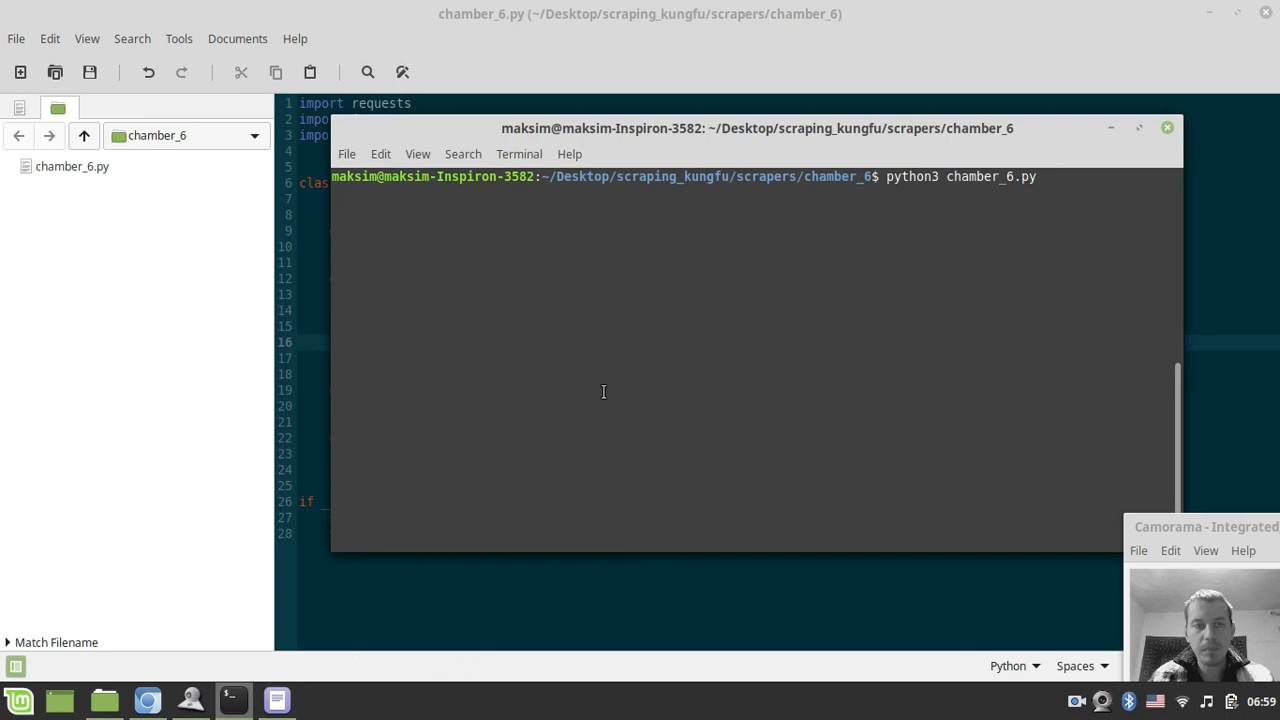 chamber_6.py (~/Desktop/scraping_kungfu/scrapers/chamber_6)
File Edit View Search Tools Documents Help
chamber_6
chamber_6.py
1 import requests
2 impo
3 impo
4
5
6 clas
7
8
9
10
11
12
13
14
15
16
17
18
19
20
21
22
23
24
25
26 if _
27
28
maksim@maksim-Inspiron-3582: ~/Desktop/scraping_kungfu/scrapers/chamber_6
File Edit View Search Terminal Help
maksim@maksim-Inspiron-3582:~/Desktop/scraping_kungfu/scrapers/chamber_6$ python3 chamber_6.py
Camorama - Integrated
File Edit View Help
Match Filename
Python Spaces
06:59